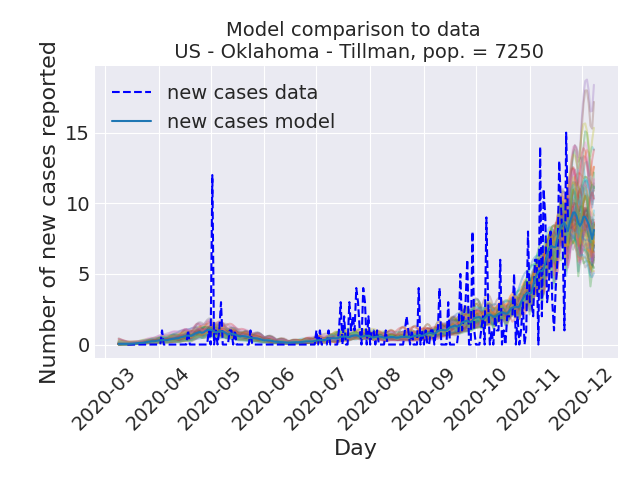 Model comparison to data
US - Oklahoma - Tillman, pop. = 7250
new cases data
new cases model
Number of new cases reported
15
10
5
0
2020-03
2020-04
2020-05
2020-06
2020-07
2020-08
2020-09
2020-10
2020-11
2020-12
Day